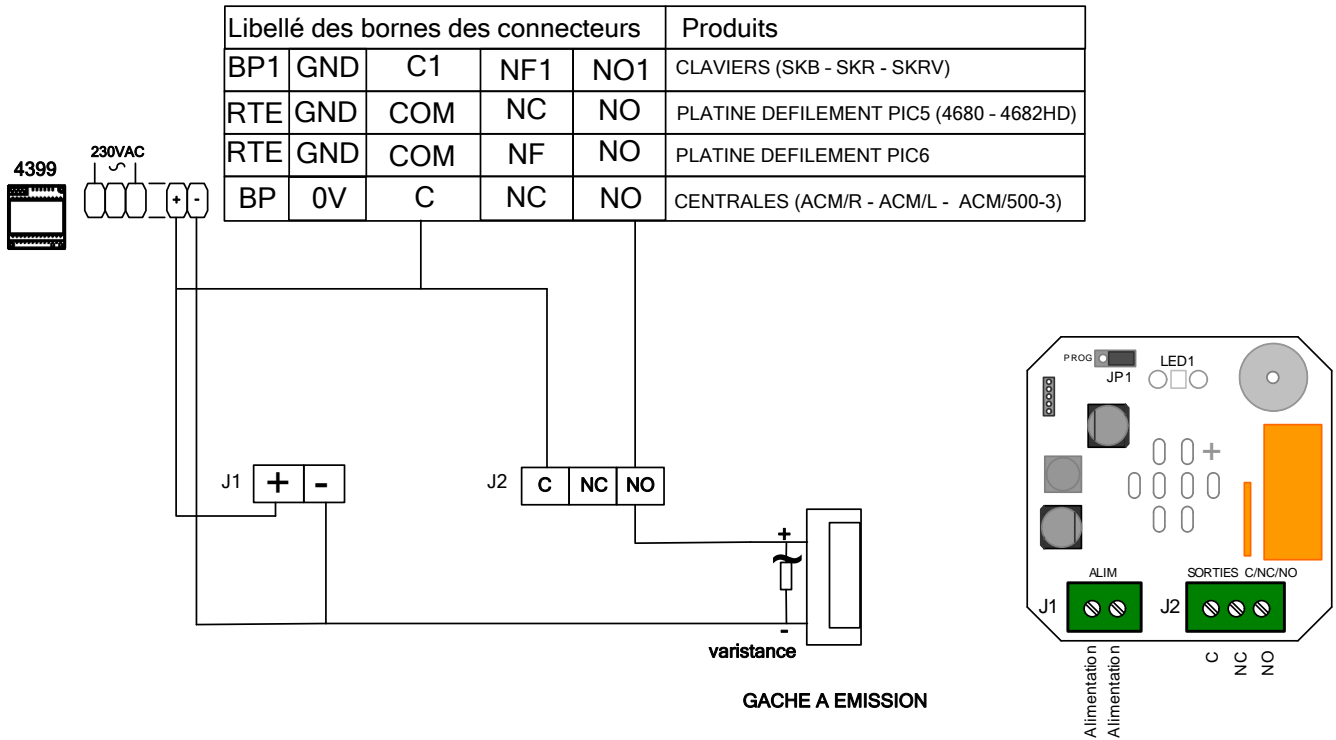 Libellé des bornes des connecteurs Produits
BP1 GND C1 NF1 NO1 CLAVIERS (SKB - SKR - SKRV)
RTE GND COM NC NO PLATINE DEFILEMENT PIC5 (4680 - 4682HD)
RTE GND COM NF NO PLATINE DEFILEMENT PIC6
BP 0V C NC NO CENTRALES (ACM/R - ACM/L - ACM/500-3)
4399
230VAC
+ -
J1 + -
J2 C NC NO
+
-
varistance
GACHE A EMISSION
PROG
JP1
LED1
+
ALIM
SORTIES C/NC/NO
J1
J2
Alimentation
Alimentation
C
NC
NO